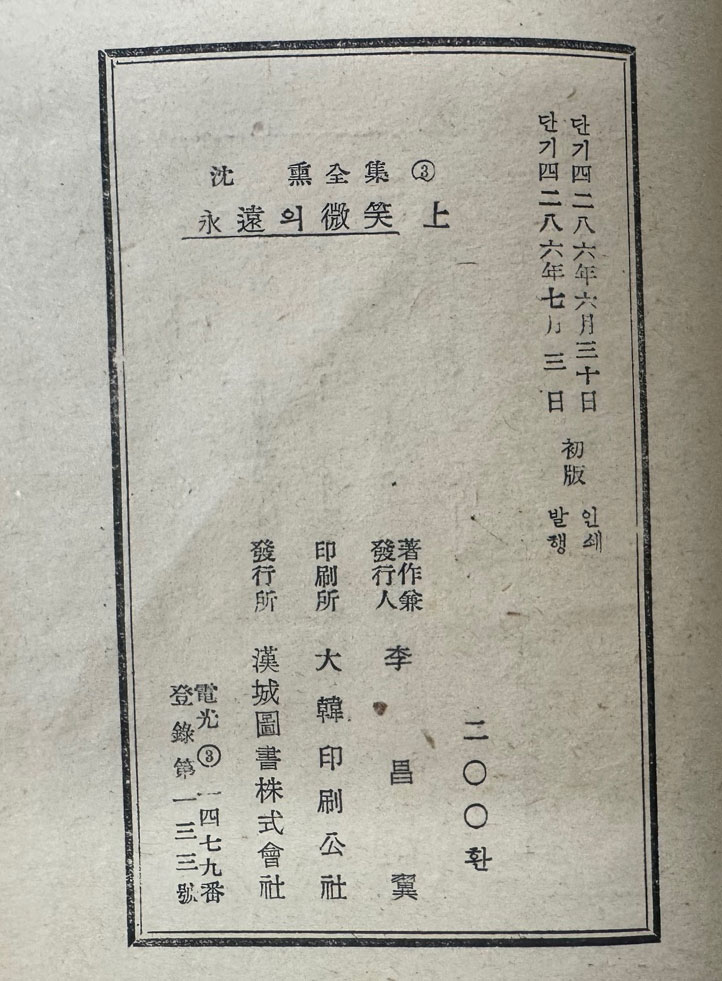 단기四二八六年六月三十日 初版 인쇄
단기四二八六年七月三日 初版 발행
沈熏全集 ③
永遠의微笑 上
二〇〇환
著作兼
發行人 李昌翼
印刷所 大韓印刷公社
發行所 漢城圖書株式會社
電光③一四七九番
登錄第一三三號